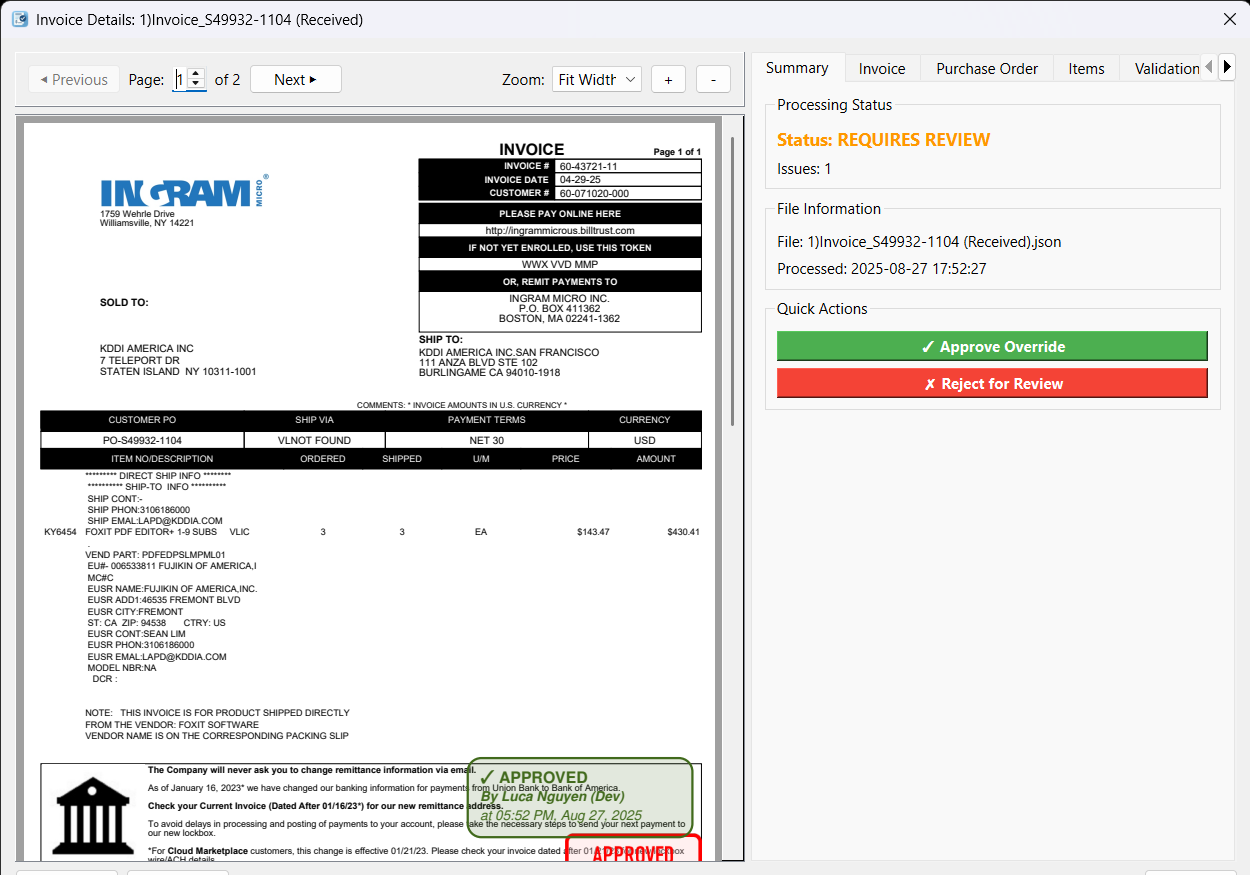 Invoice Details: 1)Invoice_S49932-1104 (Received)
Previous
Page: 1 of 2
Next
Zoom: Fit Width + -
Summary Invoice Purchase Order Items Validation
Processing Status
Status: REQUIRES REVIEW
Issues: 1
File Information
File: 1)Invoice_S49932-1104 (Received).json
Processed: 2025-08-27 17:52:27
Quick Actions
✓ Approve Override
✗ Reject for Review
INVOICE
Page 1 of 1
INVOICE # 60-43721-11
INVOICE DATE 04-29-25
CUSTOMER # 60-071020-000
INGRAM MICRO
1759 Wehrle Drive
Williamsville, NY 14221
PLEASE PAY ONLINE HERE
http://ingrammicrous.billtrust.com
IF NOT YET ENROLLED, USE THIS TOKEN
WWX VVD MMP
OR, REMIT PAYMENTS TO
INGRAM MICRO INC.
P.O. BOX 411362
BOSTON, MA 02241-1362
SOLD TO:
KDDI AMERICA INC
7 TELEPORT DR
STATEN ISLAND NY 10311-1001
SHIP TO:
KDDI AMERICA INC.SAN FRANCISCO
111 ANZA BLVD STE 102
BURLINGAME CA 94010-1918
COMMENTS: * INVOICE AMOUNTS IN U.S. CURRENCY *
CUSTOMER PO SHIP VIA PAYMENT TERMS CURRENCY
PO-S49932-1104 VLNOT FOUND NET 30 USD
ITEM NO/DESCRIPTION ORDERED SHIPPED U/M PRICE AMOUNT
********* DIRECT SHIP INFO ********
********** SHIP-TO INFO **********
SHIP CONT:-
SHIP PHON:3106186000
SHIP EMAL:LAPD@KDDIA.COM
KY6454 FOXIT PDF EDITOR+ 1-9 SUBS VLIC 3 3 EA $143.47 $430.41
.
VEND PART: PDFEDPSLMPML01
EU#- 006533811 FUJIKIN OF AMERICA,I
MC#C
EUSR NAME:FUJIKIN OF AMERICA,INC.
EUSR ADD1:46535 FREMONT BLVD
EUSR CITY:FREMONT
ST: CA ZIP: 94538 CTRY: US
EUSR CONT:SEAN LIM
EUSR PHON:3106186000
EUSR EMAL:LAPD@KDDIA.COM
MODEL NBR:NA
DCR :
NOTE: THIS INVOICE IS FOR PRODUCT SHIPPED DIRECTLY
FROM THE VENDOR: FOXIT SOFTWARE
VENDOR NAME IS ON THE CORRESPONDING PACKING SLIP
The Company will never ask you to change remittance information via email.
As of January 16, 2023* we have changed our banking information for payments from Union Bank to Bank of America.
Check your Current Invoice (Dated After 01/16/23*) for our new remittance address.
To avoid delays in processing and posting of payments to your account, please take the necessary steps to send your next payment to
our new lockbox.
*For Cloud Marketplace customers, this change is effective 01/21/23. Please check your invoice dated after
wire/ACH details
✓ APPROVED
By Luca Nguyen (Dev)
at 05:52 PM, Aug 27, 2025
APPROVED